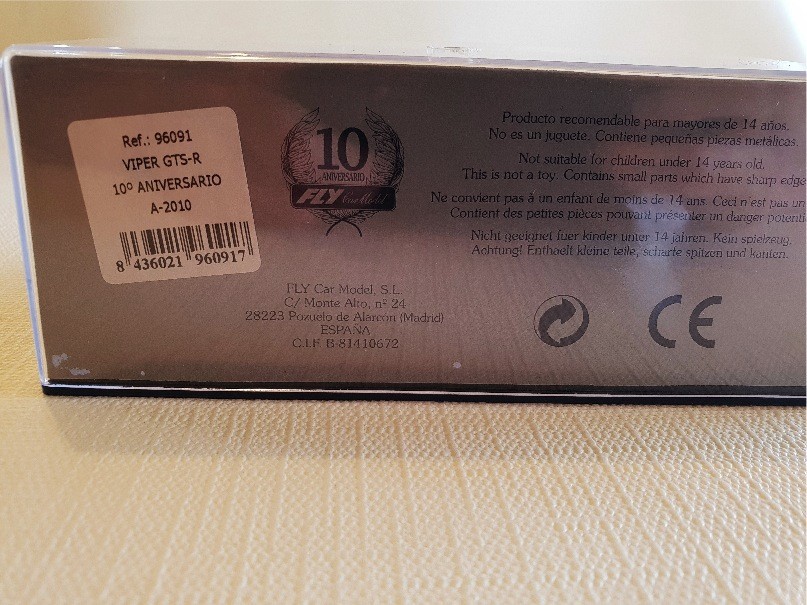 Ref.: 96091
VIPER GTS-R
10º ANIVERSARIO
A-2010
8 436021 960917
10
ANIVERSARIO
FLY Car Model
FLY Car Model, S.L.
C/ Monte Alto, nº 24
28223 Pozuelo de Alarcón (Madrid)
ESPAÑA
C.I.F. B-81410672
Producto recomendable para mayores de 14 años.
No es un juguete. Contiene pequeñas piezas metálicas.
Not suitable for children under 14 years old.
This is not a toy. Contains small parts which have sharp edge
Ne convient pas à un enfant de moins de 14 ans. Ceci n'est pas un
Contient des petites pièces pouvant présenter un danger potenti
Nicht geeignet fuer kinder unter 14 jahren. Kein spielzeug.
Achtung! Enthaelt kleine teile, scharfe spitzen und kanten.
CE